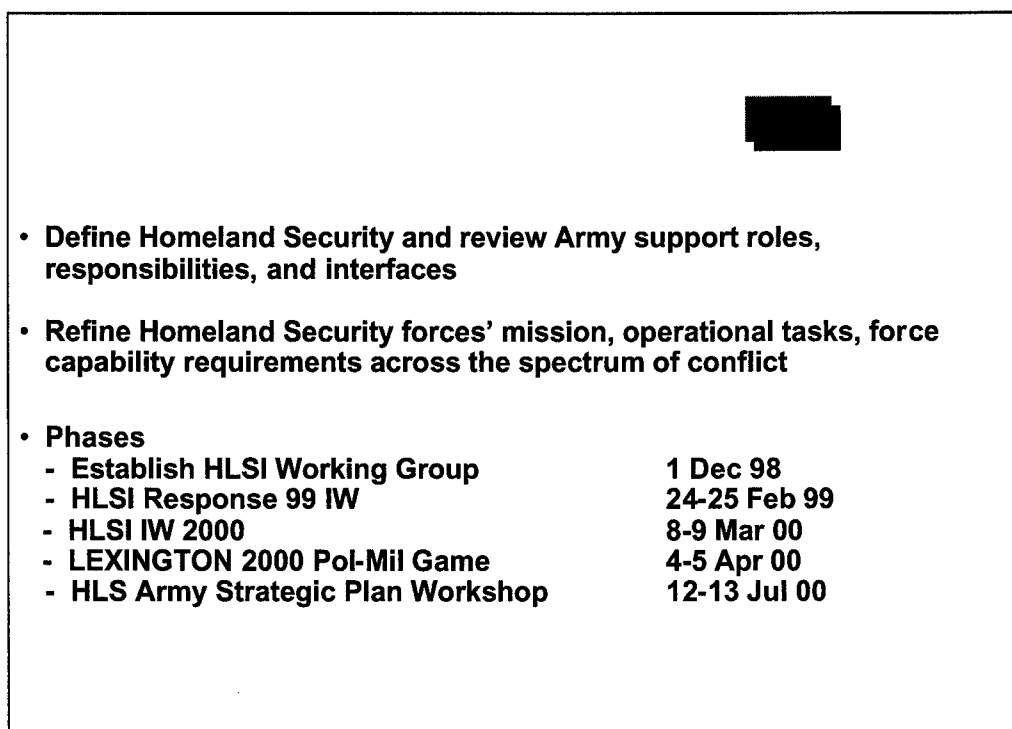 • Define Homeland Security and review Army support roles,
responsibilities, and interfaces
• Refine Homeland Security forces' mission, operational tasks, force
capability requirements across the spectrum of conflict
• Phases
- Establish HLSI Working Group 1 Dec 98
- HLSI Response 99 IW 24-25 Feb 99
- HLSI IW 2000 8-9 Mar 00
- LEXINGTON 2000 Pol-Mil Game 4-5 Apr 00
- HLS Army Strategic Plan Workshop 12-13 Jul 00